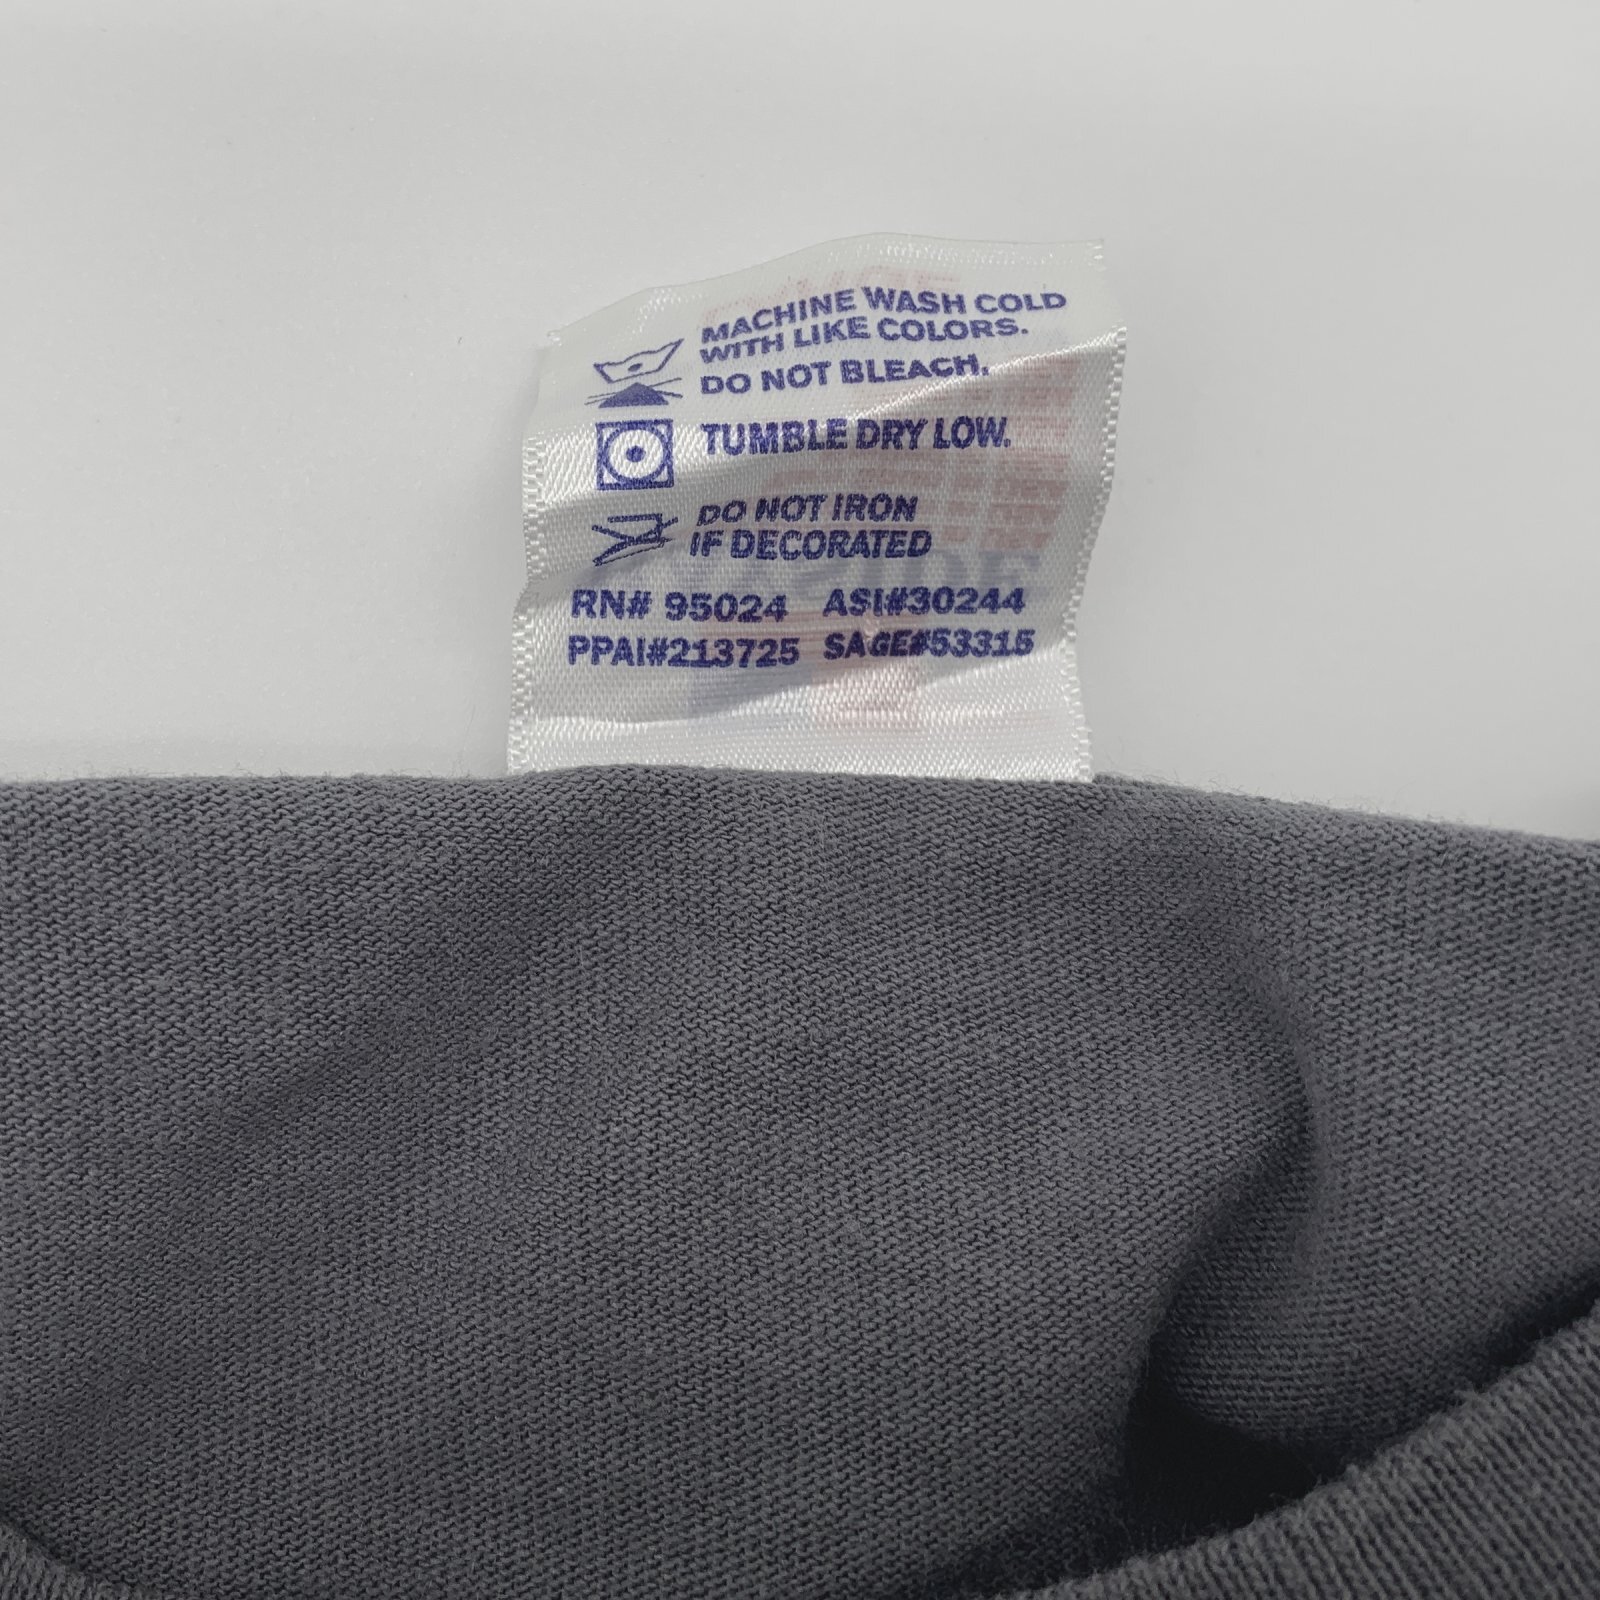 MACHINE WASH COLD
WITH LIKE COLORS.
DO NOT BLEACH.
TUMBLE DRY LOW.
DO NOT IRON
IF DECORATED
RN# 95024 ASI#30244
PPAI#213725 SAGE#53315